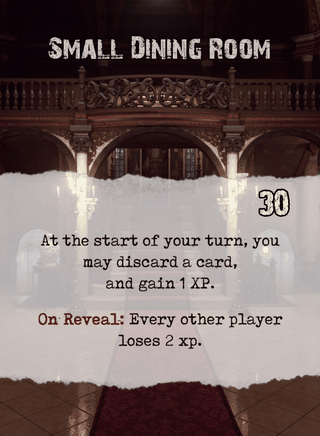 Small Dining Room
30
At the start of your turn, you
may discard a card,
and gain 1 XP.
On Reveal: Every other player
loses 2 xp.